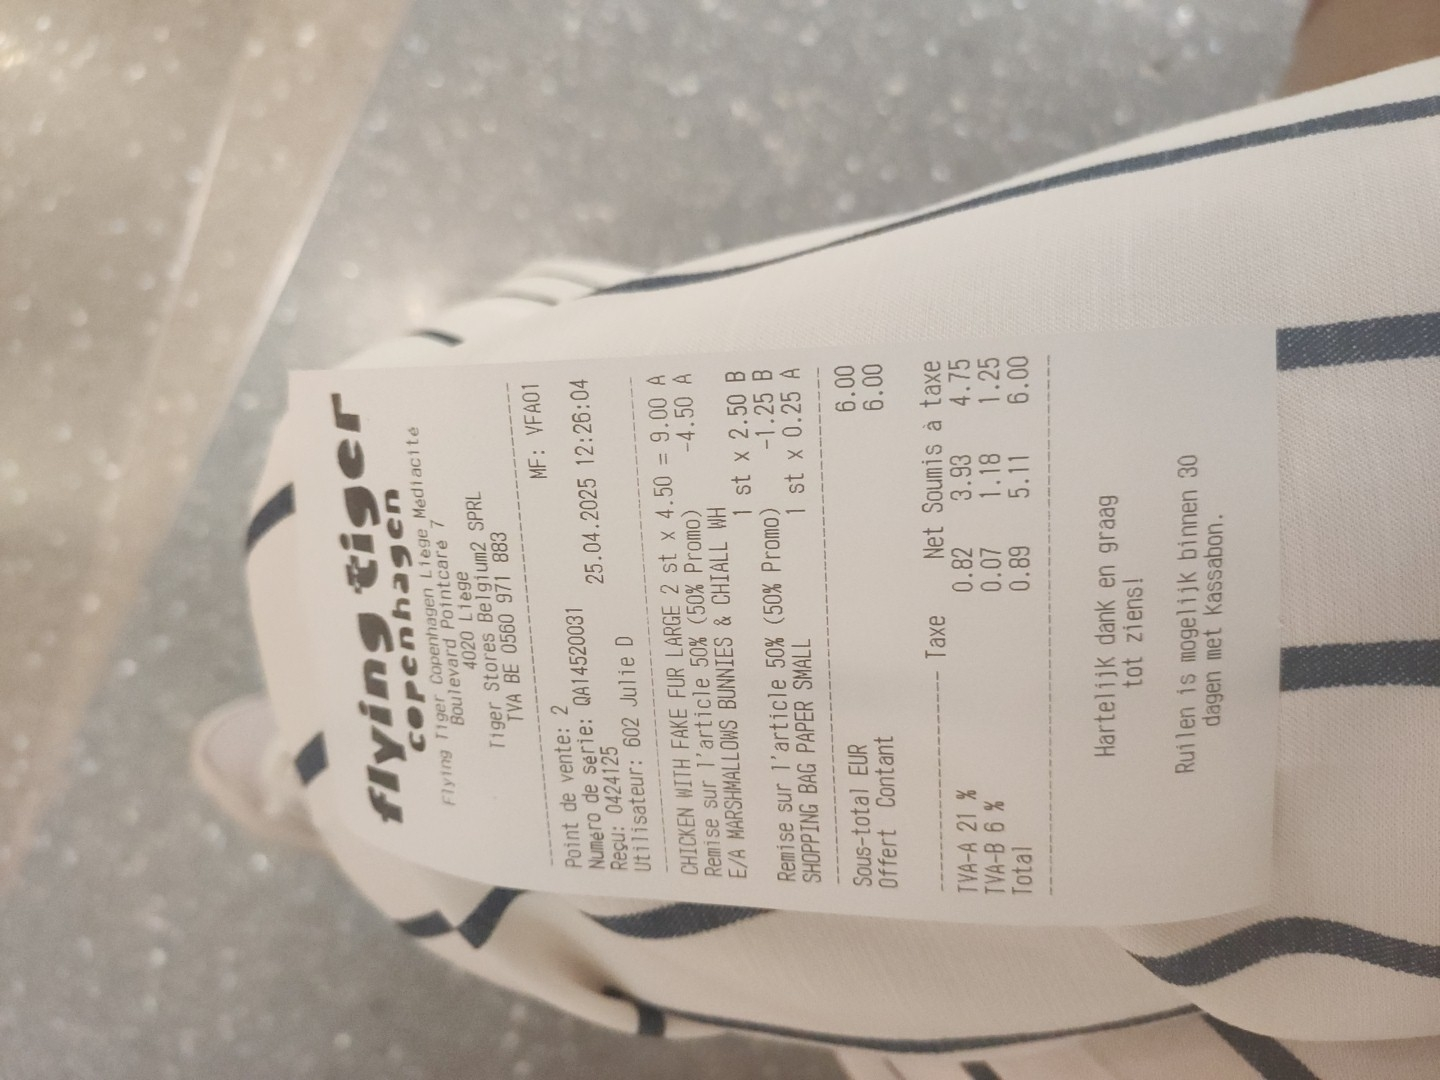 flying tiger
copenhagen
Flying Tiger Copenhagen Liège Médiacité
Boulevard Pointcaré 7
4020 Liège
Tiger Stores Belgium2 SPRL
TVA BE 0560 971 883
MF: VFA01
Point de vente: 2
Numéro de série: QA14520031 25.04.2025 12:26:04
Reçu: 0424125
Utilisateur: 602 Julie D
CHICKEN WITH FAKE FUR LARGE 2 st x 4.50 = 9.00 A
Remise sur l'article 50% (50% Promo) -4.50 A
E/A MARSHMALLOWS BUNNIES & CHIALL WH
1 st x 2.50 B
Remise sur l'article 50% (50% Promo) -1.25 B
SHOPPING BAG PAPER SMALL 1 st x 0.25 A
Sous-total EUR 6.00
Offert Contant 6.00
Taxe Net Soumis à taxe
TVA-A 21 % 0.82 3.93 4.75
TVA-B 6 % 0.07 1.18 1.25
Total 0.89 5.11 6.00
Hartelijk dank en graag
tot ziens!
Ruilen is mogelijk binnen 30
dagen met Kassabon.